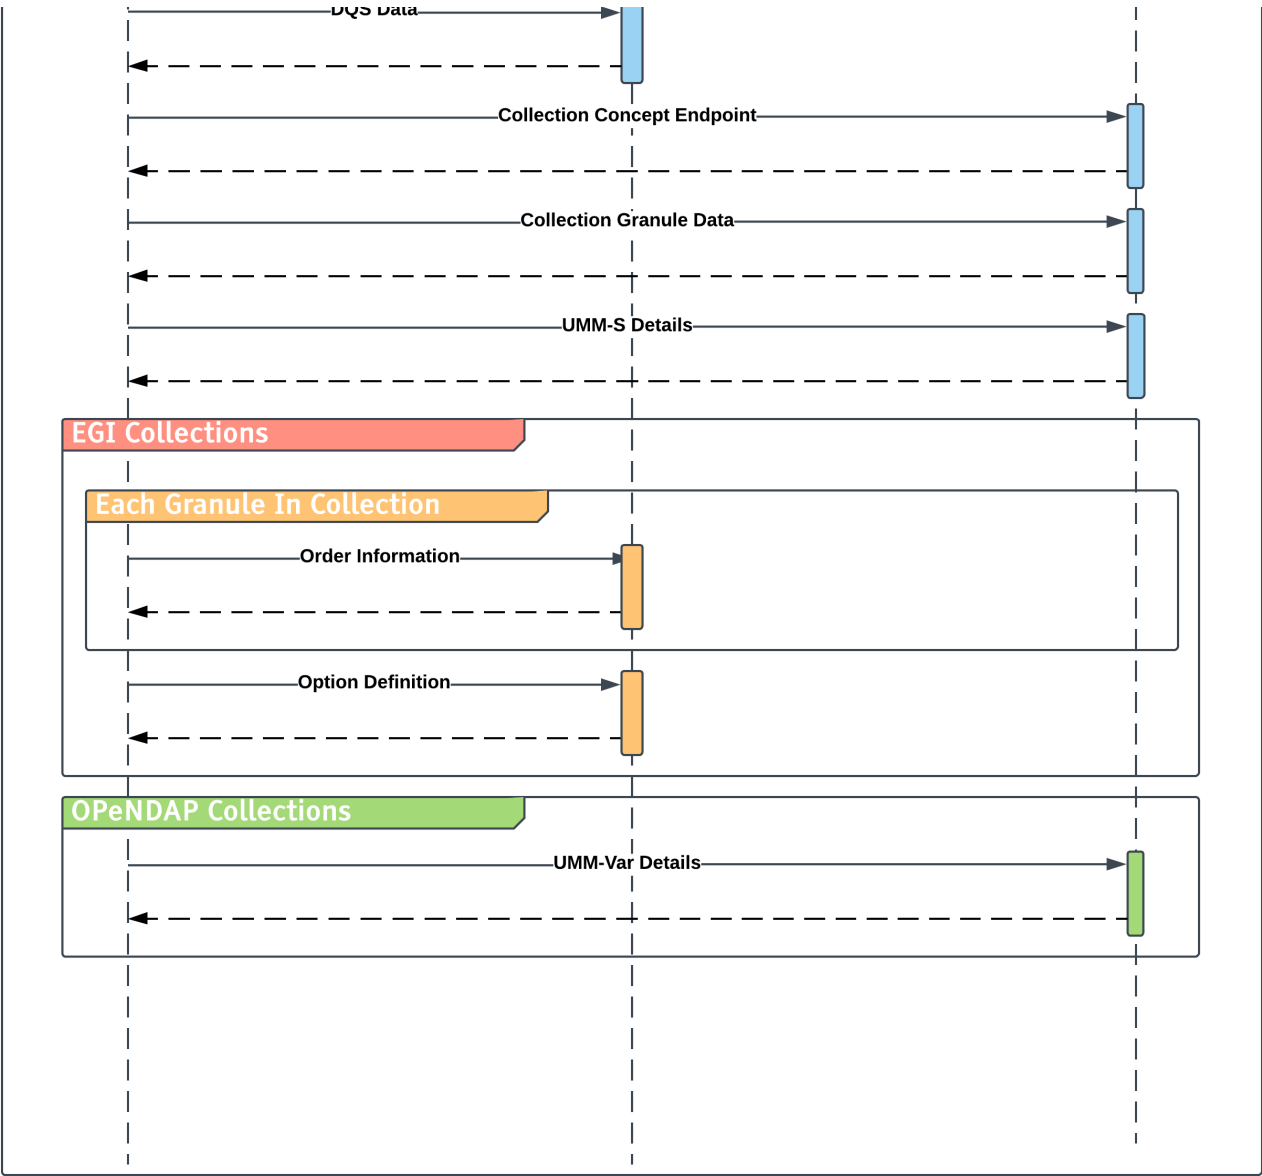 DQS Data
Collection Concept Endpoint
Collection Granule Data
UMM-S Details
EGI Collections
Each Granule In Collection
Order Information
Option Definition
OPeNDAP Collections
UMM-Var Details